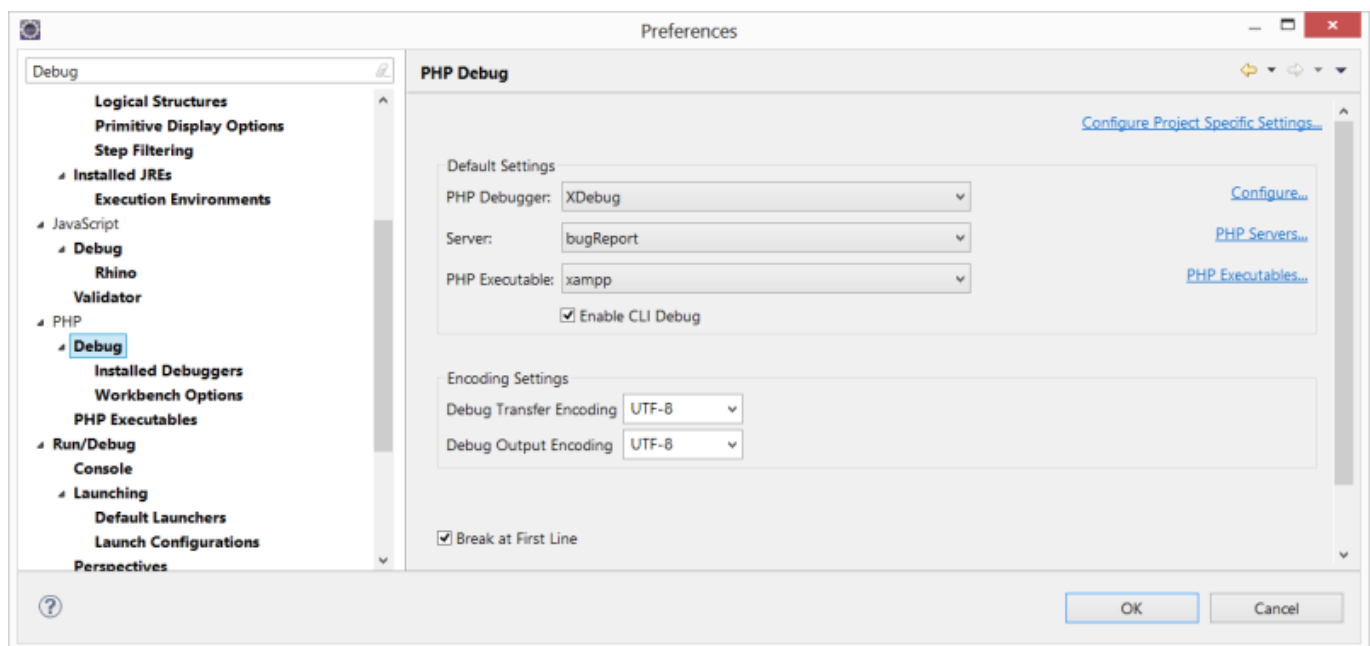 Preferences
Debug
Logical Structures
Primitive Display Options
Step Filtering
Installed JREs
Execution Environments
JavaScript
Debug
Rhino
Validator
PHP
Debug
Installed Debuggers
Workbench Options
PHP Executables
Run/Debug
Console
Launching
Default Launchers
Launch Configurations
Perspectives
PHP Debug
Configure Project Specific Settings...
Default Settings
PHP Debugger: XDebug Configure...
Server: bugReport PHP Servers...
PHP Executable: xampp PHP Executables...
Enable CLI Debug
Encoding Settings
Debug Transfer Encoding UTF-8
Debug Output Encoding UTF-8
Break at First Line
OK Cancel